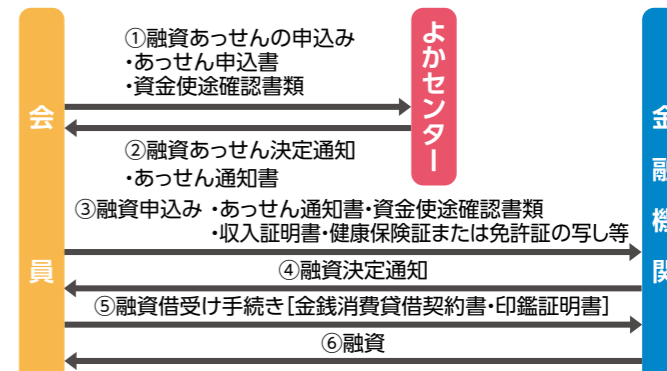 会員
よかセンター
金融機関
①融資あっせんの申込み
・あっせん申込書
・資金使途確認書類
②融資あっせん決定通知
・あっせん通知書
③融資申込み ・あっせん通知書・資金使途確認書類
・収入証明書・健康保険証または免許証の写し等
④融資決定通知
⑤融資借受け手続き[金銭消費貸借契約書・印鑑証明書]
⑥融資